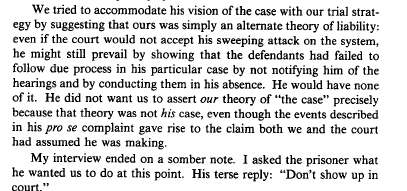 We tried to accommodate his vision of the case with our trial strat-
egy by suggesting that ours was simply an alternate theory of liability:
even if the court would not accept his sweeping attack on the system,
he might still prevail by showing that the defendants had failed to
follow due process in his particular case by not notifying him of the
hearings and by conducting them in his absence. He would have none
of it. He did not want us to assert our theory of "the case" precisely
because that theory was not his case, even though the events described
in his pro se complaint gave rise to the claim both we and the court
had assumed he was making.
My interview ended on a somber note. I asked the prisoner what
he wanted us to do at this point. His terse reply: "Don't show up in
court."